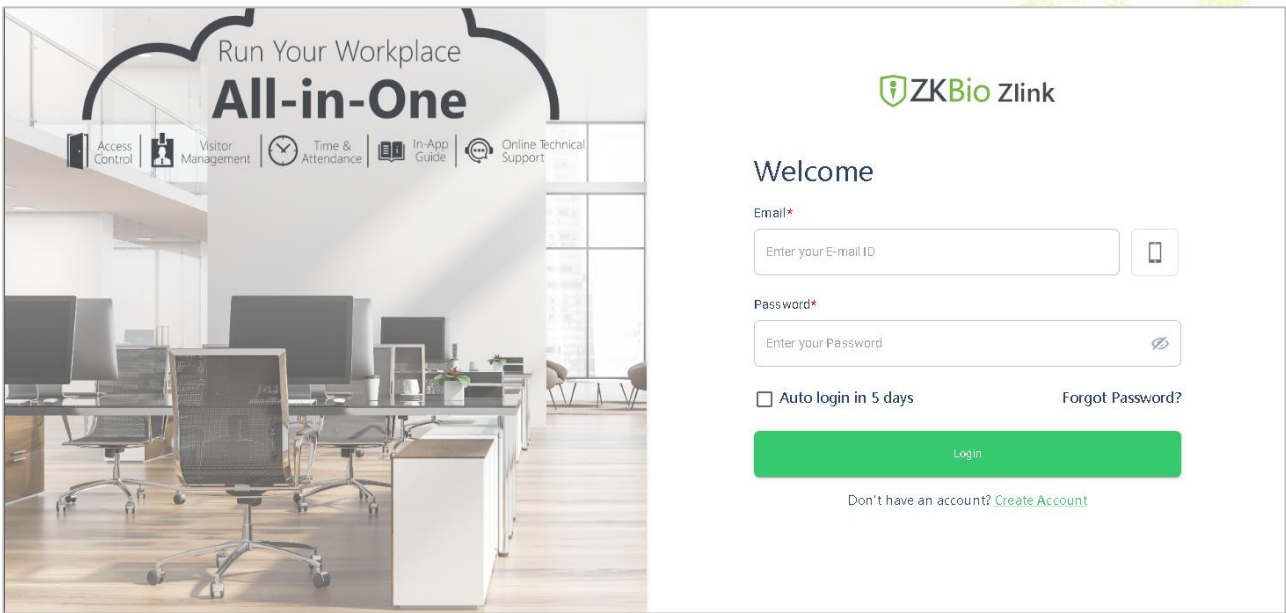 Run Your Workplace
All-in-One
Access
Control
Visitor
Management
Time &
Attendance
In-App
Guide
Online Technical
Support
ZKBio Zlink
Welcome
Email*
Enter your E-mail ID
Password*
Enter your Password
Auto login in 5 days
Forgot Password?
Login
Don't have an account? Create Account